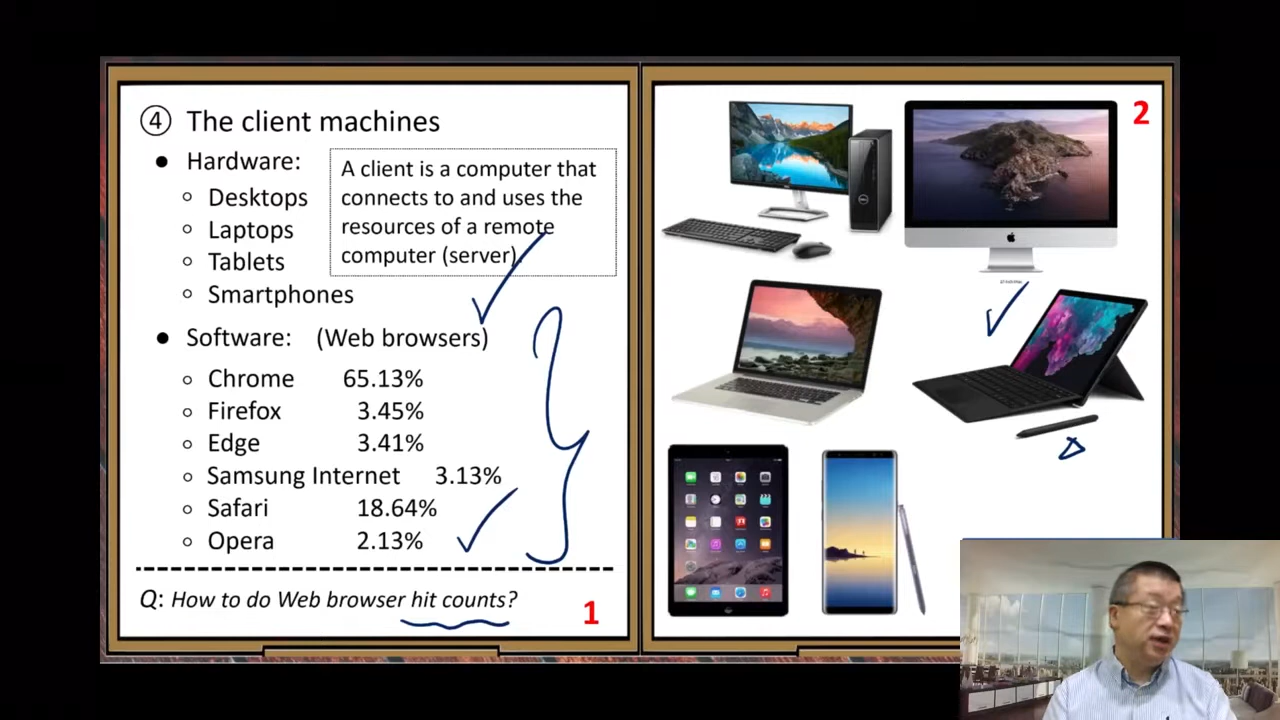 ④ The client machines
● Hardware:
A client is a computer that
connects to and uses the
resources of a remote
computer (server).
○ Desktops
○ Laptops
○ Tablets
○ Smartphones
● Software: (Web browsers)
○ Chrome 65.13%
○ Firefox 3.45%
○ Edge 3.41%
○ Samsung Internet 3.13%
○ Safari 18.64%
○ Opera 2.13%
Q: How to do Web browser hit counts?
1
2